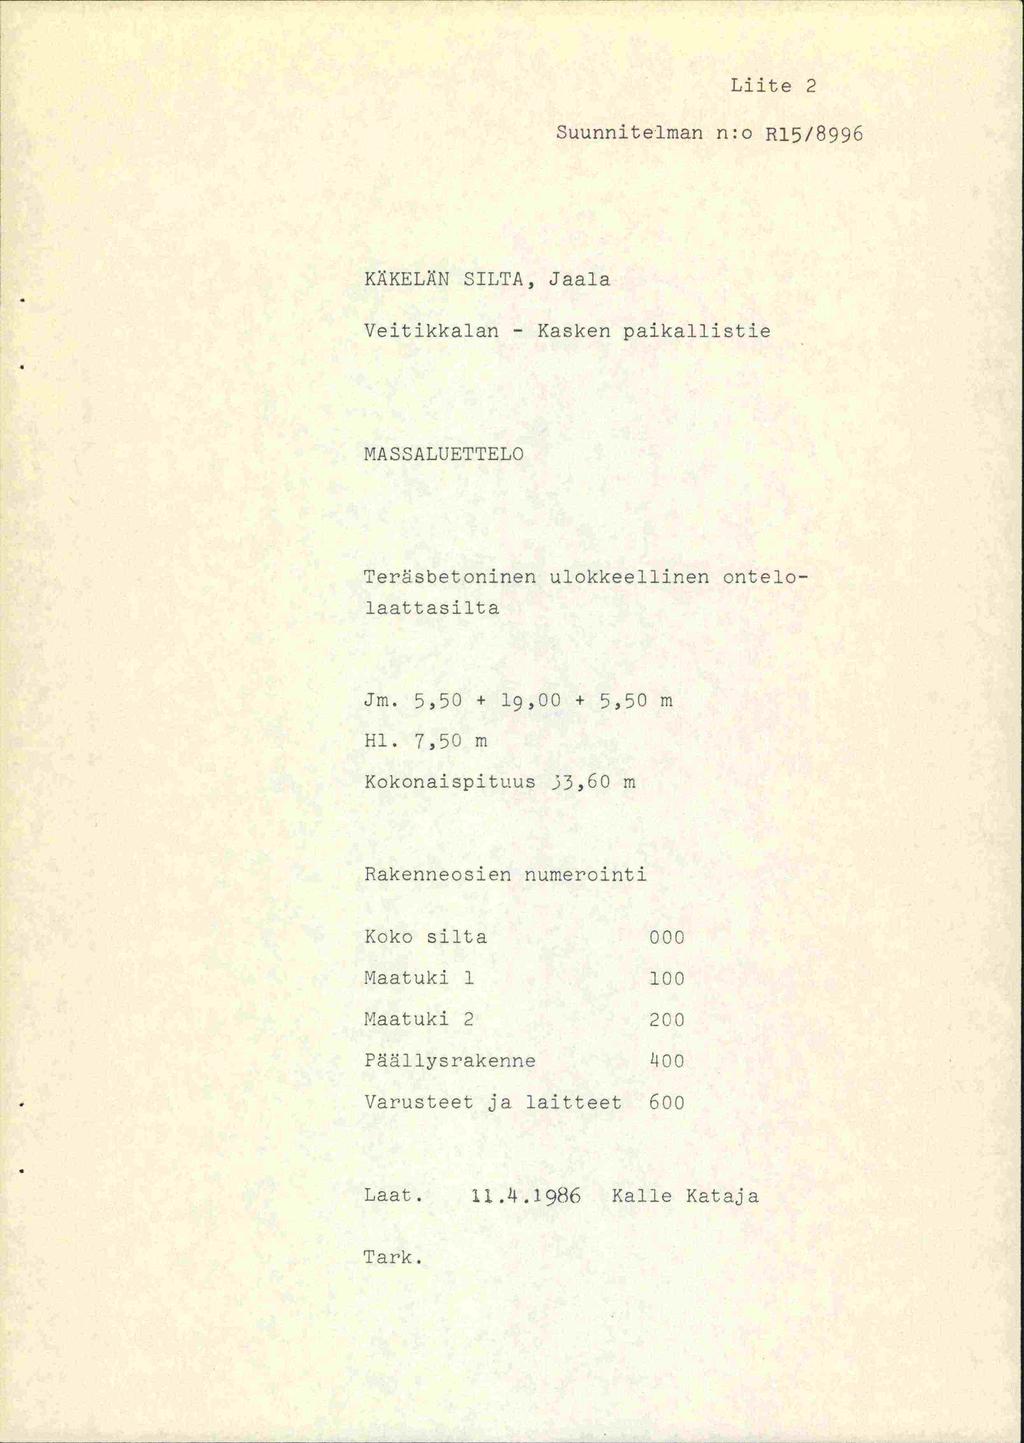 Liite 2
Suunnitelman n:o R15/8996
KÄKELÄN SILTA, Jaala
Veitikkalan - Kasken paikallistie
MASSALUETTELO
Teräsbetoninen ulokkeellinen ontelo-
laattasilta
Jm. 5,50 + 19,00 + 5,50 m
Hl. 7,50 m
Kokonaispituus 33,60 m
Rakenneosien numerointi
Koko silta 000
Maatuki 1 100
Maatuki 2 200
Päällysrakenne 400
Varusteet ja laitteet 600
Laat. 11.4.1986 Kalle Kataja
Tark.